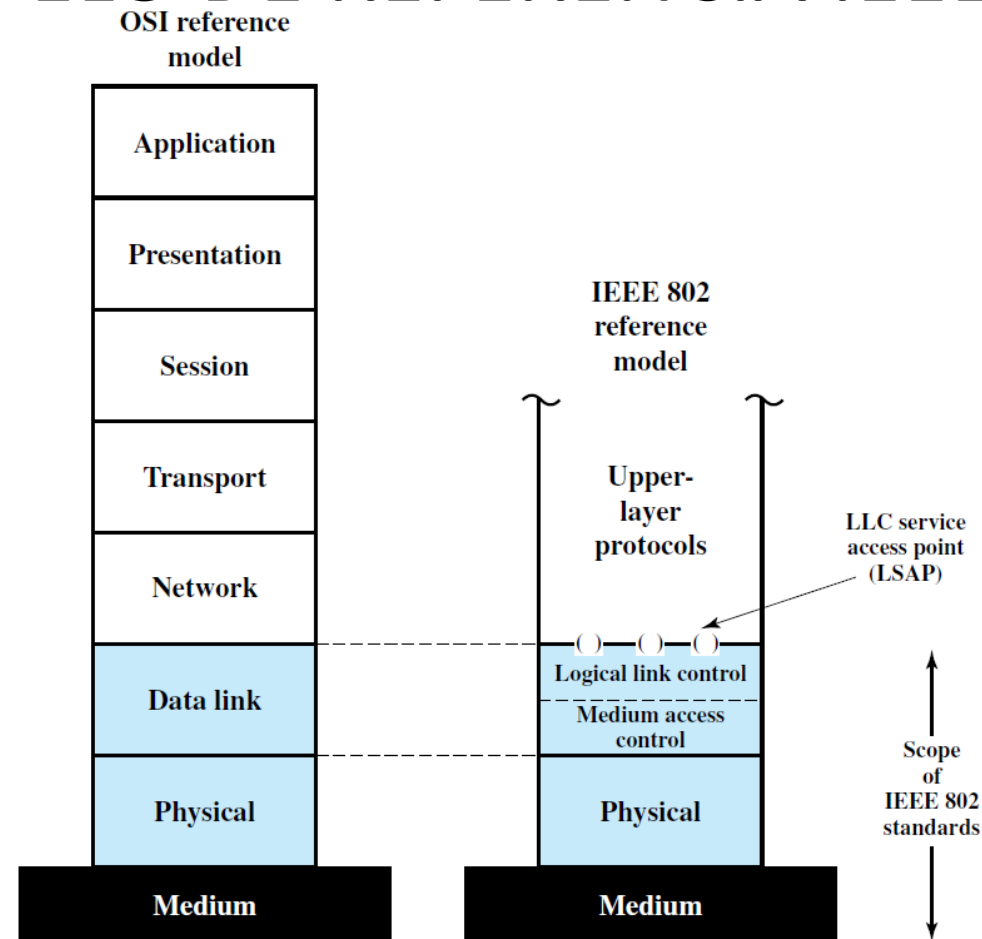 OSI reference
model
Application
Presentation
Session
Transport
Network
Data link
Physical
Medium
IEEE 802
reference
model
Upper-
layer
protocols
LLC service
access point
(LSAP)
( ) ( ) ( )
Logical link control
Medium access
control
Physical
Medium
Scope
of
IEEE 802
standards